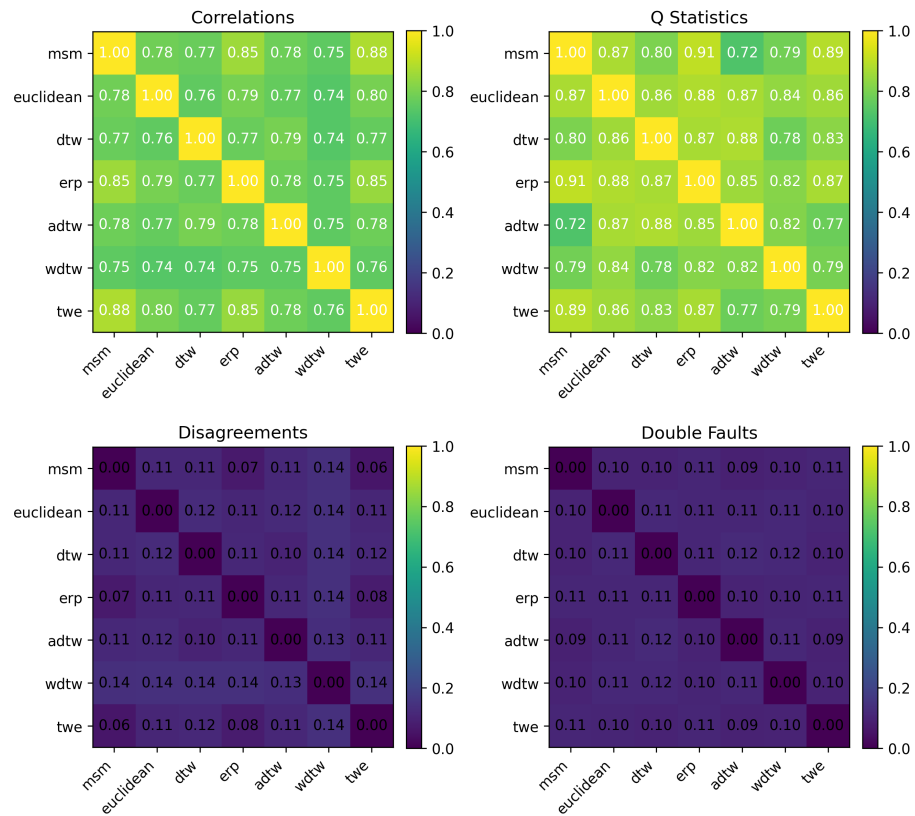 Correlations
msm 1.00 0.78 0.77 0.85 0.78 0.75 0.88
euclidean 0.78 1.00 0.76 0.79 0.77 0.74 0.80
dtw 0.77 0.76 1.00 0.77 0.79 0.74 0.77
erp 0.85 0.79 0.77 1.00 0.78 0.75 0.85
adtw 0.78 0.77 0.79 0.78 1.00 0.75 0.78
wdtw 0.75 0.74 0.74 0.75 0.75 1.00 0.76
twe 0.88 0.80 0.77 0.85 0.78 0.76 1.00
msm euclidean dtw erp adtw wdtw twe
1.0
0.8
0.6
0.4
0.2
0.0
Q Statistics
msm 1.00 0.87 0.80 0.91 0.72 0.79 0.89
euclidean 0.87 1.00 0.86 0.88 0.87 0.84 0.86
dtw 0.80 0.86 1.00 0.87 0.88 0.78 0.83
erp 0.91 0.88 0.87 1.00 0.85 0.82 0.87
adtw 0.72 0.87 0.88 0.85 1.00 0.82 0.77
wdtw 0.79 0.84 0.78 0.82 0.82 1.00 0.79
twe 0.89 0.86 0.83 0.87 0.77 0.79 1.00
msm euclidean dtw erp adtw wdtw twe
1.0
0.8
0.6
0.4
0.2
0.0
Disagreements
msm 0.00 0.11 0.11 0.07 0.11 0.14 0.06
euclidean 0.11 0.00 0.12 0.11 0.12 0.14 0.11
dtw 0.11 0.12 0.00 0.11 0.10 0.14 0.12
erp 0.07 0.11 0.11 0.00 0.11 0.14 0.08
adtw 0.11 0.12 0.10 0.11 0.00 0.13 0.11
wdtw 0.14 0.14 0.14 0.14 0.13 0.00 0.14
twe 0.06 0.11 0.12 0.08 0.11 0.14 0.00
msm euclidean dtw erp adtw wdtw twe
1.0
0.8
0.6
0.4
0.2
0.0
Double Faults
msm 0.00 0.10 0.10 0.11 0.09 0.10 0.11
euclidean 0.10 0.00 0.11 0.11 0.11 0.11 0.10
dtw 0.10 0.11 0.00 0.11 0.12 0.12 0.10
erp 0.11 0.11 0.11 0.00 0.10 0.10 0.11
adtw 0.09 0.11 0.12 0.10 0.00 0.11 0.09
wdtw 0.10 0.11 0.12 0.10 0.11 0.00 0.10
twe 0.11 0.10 0.10 0.11 0.09 0.10 0.00
msm euclidean dtw erp adtw wdtw twe
1.0
0.8
0.6
0.4
0.2
0.0